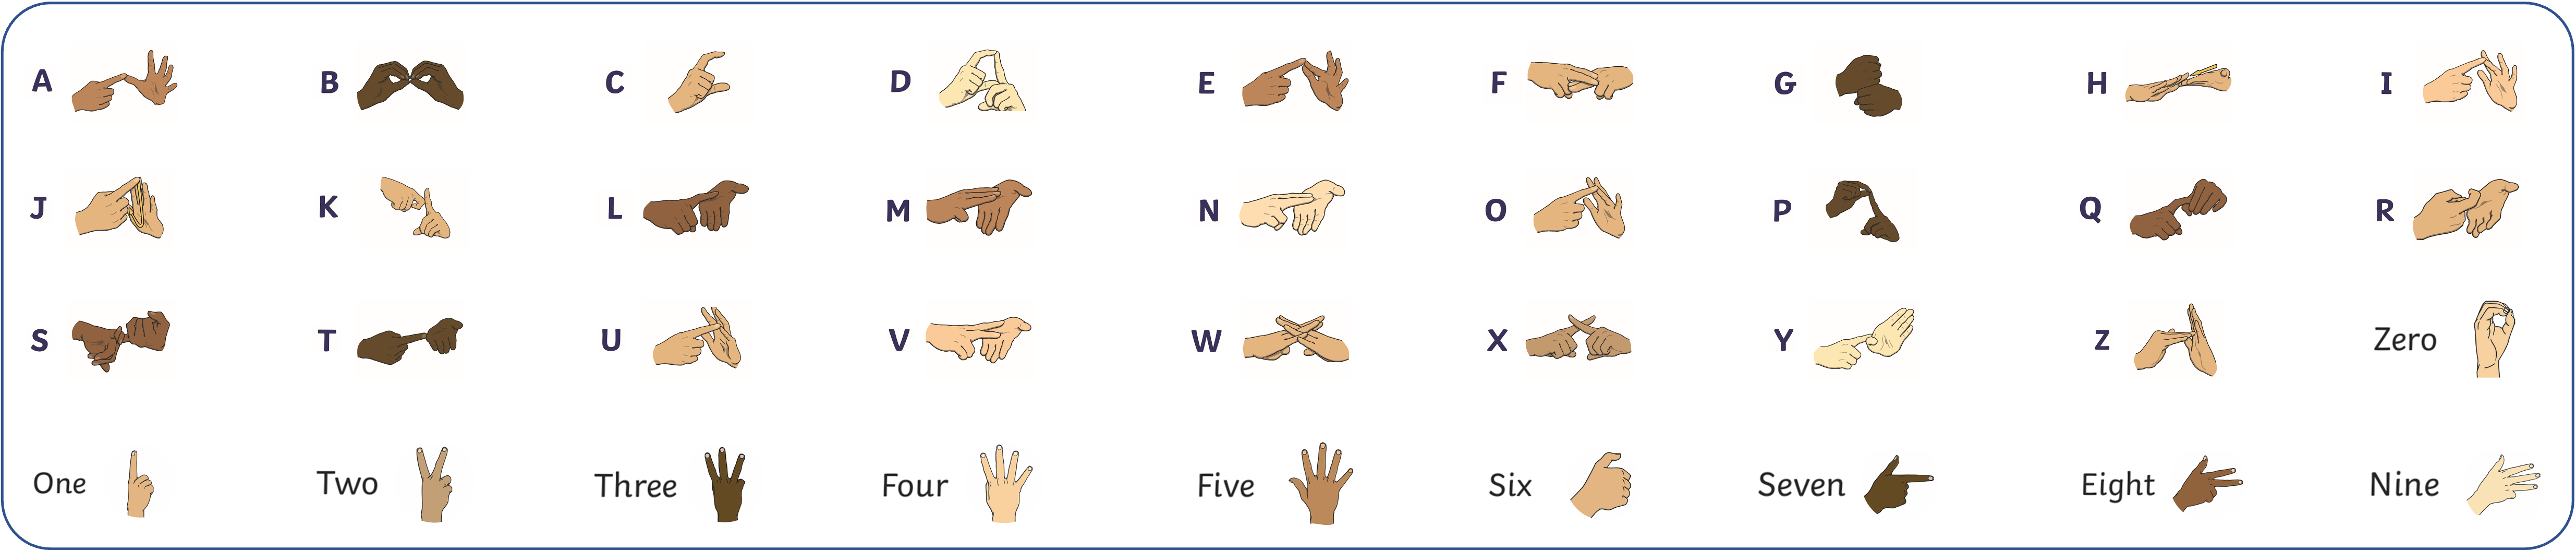 A B C D E F G H I
J K L M N O P Q R
S T U V W X Y Z Zero
One Two Three Four Five Six Seven Eight Nine